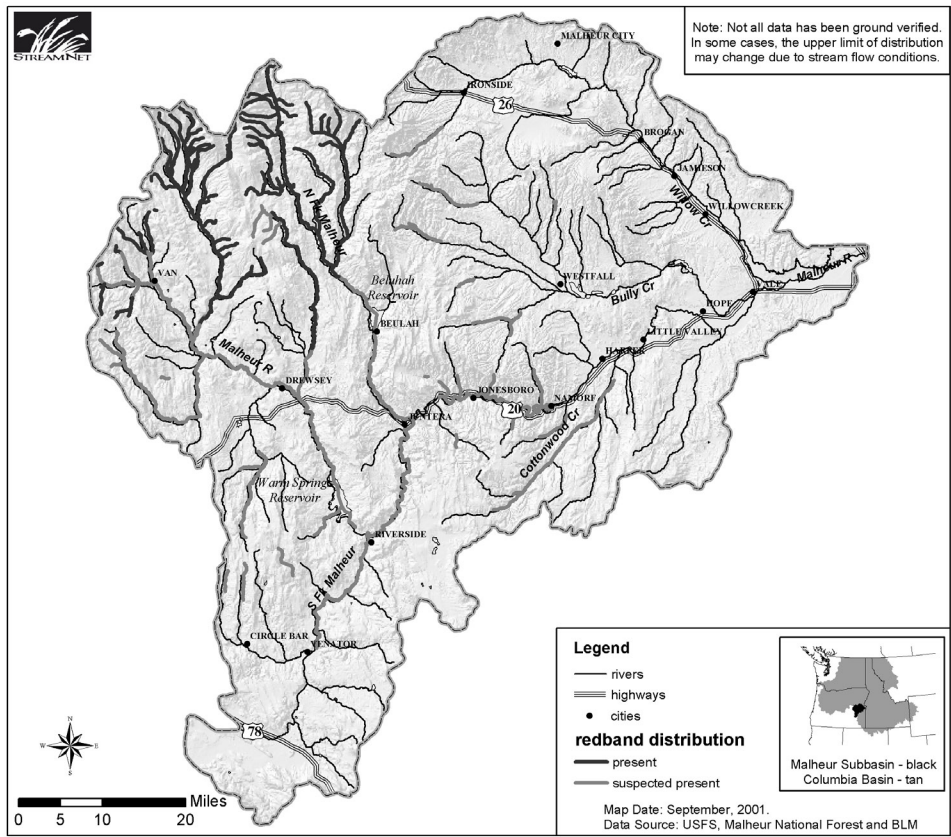 STREAMNET
Note: Not all data has been ground verified.
In some cases, the upper limit of distribution
may change due to stream flow conditions.
MALHEUR CITY
IRONSIDE
26
BROGAN
JAMIESON
Willow Cr
WILLOWCREEK
N Fk Malheur
Malheur R
VALE
VAN
Beluhah
Reservoir
WESTFALL
Bully Cr
HOPE
BEULAH
LITTLE VALLEY
Malheur R
HARPER
DREWSEY
JONESBORO
20
NAMORF
JUNTURA
Cottonwood Cr
Warm Springs
Reservoir
RIVERSIDE
S Fk Malheur
CIRCLE BAR
VENATOR
78
N
W
E
S
Miles
0 5 10 20
Legend
rivers
highways
cities
redband distribution
present
suspected present
Malheur Subbasin - black
Columbia Basin - tan
Map Date: September, 2001.
Data Source: USFS, Malheur National Forest and BLM